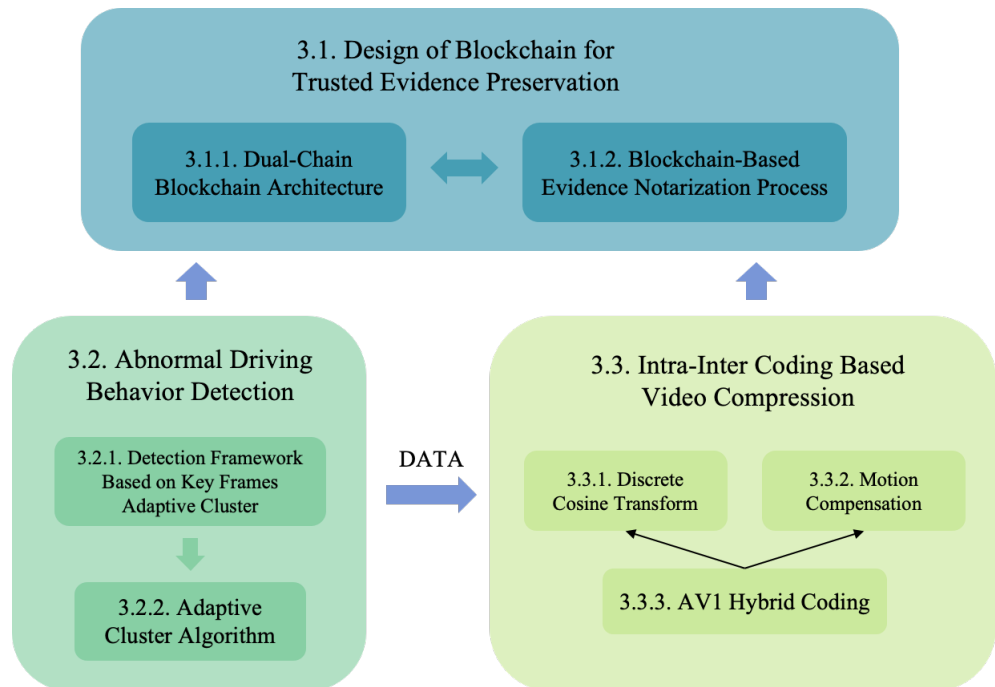 3.1. Design of Blockchain for
Trusted Evidence Preservation
3.1.1. Dual-Chain
Blockchain Architecture
3.1.2. Blockchain-Based
Evidence Notarization Process
3.2. Abnormal Driving
Behavior Detection
3.2.1. Detection Framework
Based on Key Frames
Adaptive Cluster
3.2.2. Adaptive
Cluster Algorithm
DATA
3.3. Intra-Inter Coding Based
Video Compression
3.3.1. Discrete
Cosine Transform
3.3.2. Motion
Compensation
3.3.3. AV1 Hybrid Coding